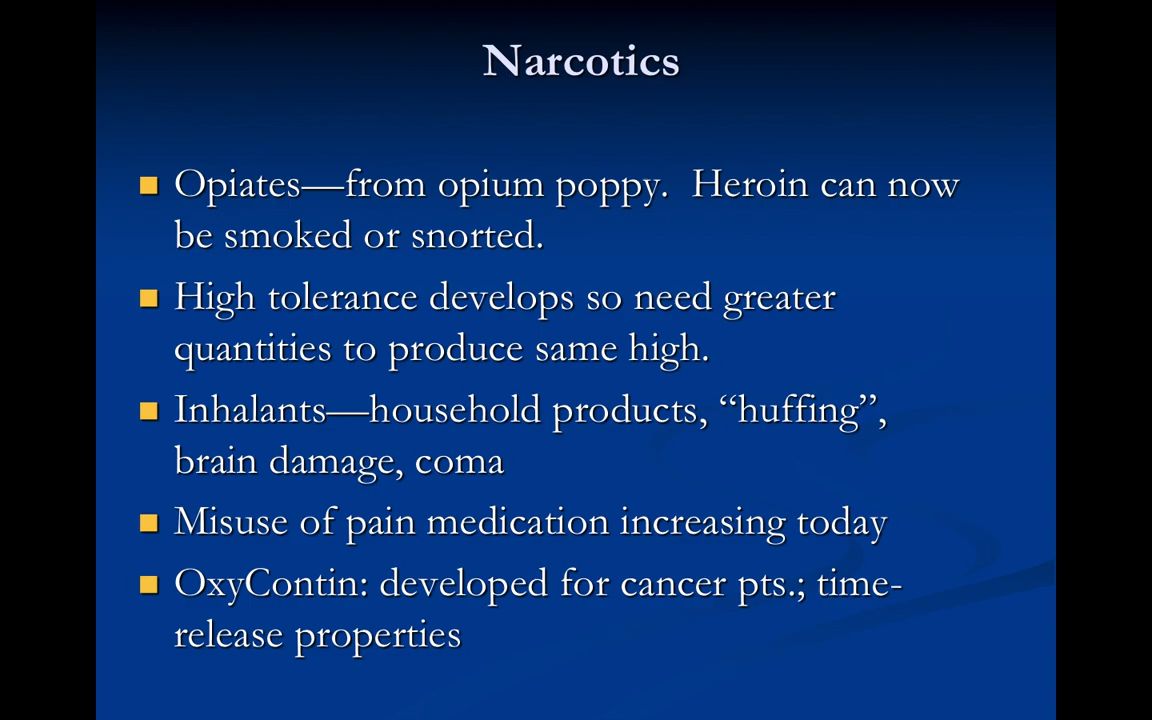 Narcotics
Opiates—from opium poppy.  Heroin can now
be smoked or snorted.
High tolerance develops so need greater
quantities to produce same high.
Inhalants—household products, “huffing”,
brain damage, coma
Misuse of pain medication increasing today
OxyContin: developed for cancer pts.; time-
release properties